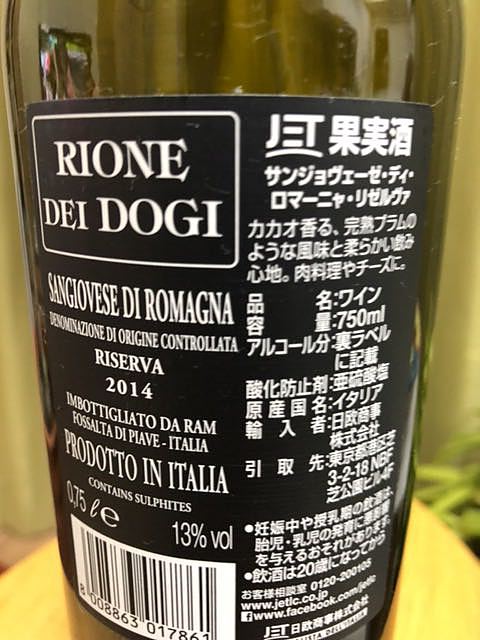 RIONE
DEI DOGI
SANGIOVESE DI ROMAGNA
DENOMINAZIONE DI ORIGINE CONTROLLATA
RISERVA
2014
IMBOTTIGLIATO DA RAM
FOSSALTA DI PIAVE - ITALIA
PRODOTTO IN ITALIA
CONTAINS SULPHITES
0,75 ℓ e
13% vol
8 008863 017861
JET 果実酒
サンジョヴェーゼ・ディ・
ロマーニャ・リゼルヴァ
カカオ香る、完熟プラムの
ような風味と柔らかい飲み
心地。肉料理やチーズに。
品名:ワイン
容量:750ml
アルコール分:裏ラベル
に記載
酸化防止剤:亜硫酸塩
原産国名:イタリア
輸入者:日欧商事
株式会社
引取先:東京都港区芝
3-2-18 NBF
芝公園ビル4F
●妊娠中や授乳期の飲酒は、
胎児・乳児の発育に悪影響
を与えるおそれがあります。
●飲酒は20歳になってから
お客様相談室 0120-200105
www.jetlc.co.jp
www.facebook.com/jetlc
JET 日欧商事株式会社